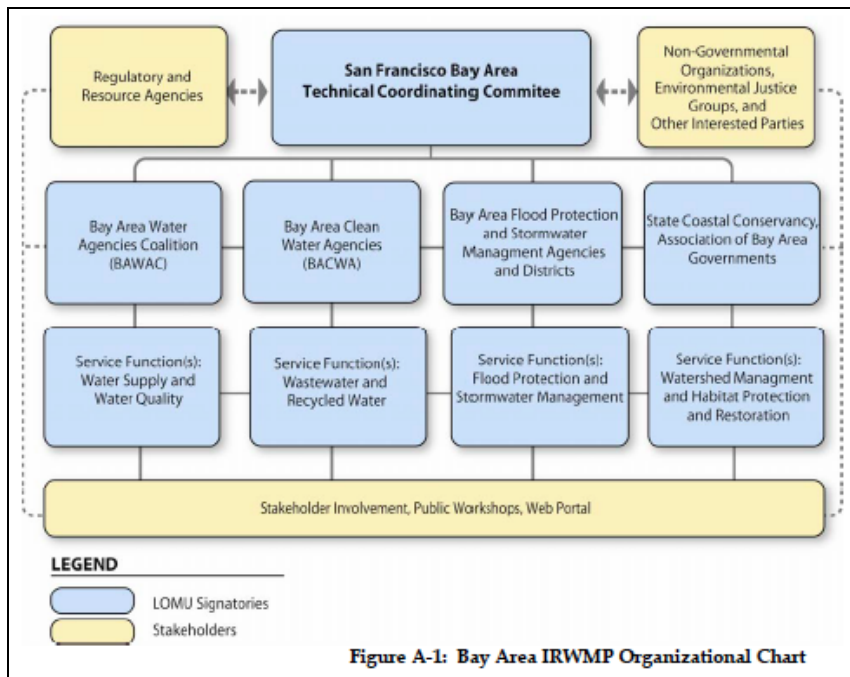 Regulatory and
Resource Agencies
San Francisco Bay Area
Technical Coordinating Commitee
Non-Governmental
Organizations,
Environmental Justice
Groups, and
Other Interested Parties
Bay Area Water
Agencies Coalition
(BAWAC)
Bay Area Clean
Water Agencies
(BACWA)
Bay Area Flood Protection
and Stormwater
Managment Agencies
and Districts
State Coastal Conservancy,
Association of Bay Area
Governments
Service Function(s):
Water Supply and
Water Quality
Service Function(s):
Wastewater and
Recycled Water
Service Function(s):
Flood Protection and
Stormwater Management
Service Function(s):
Watershed Managment
and Habitat Protection
and Restoration
Stakeholder Involvement, Public Workshops, Web Portal
LEGEND
LOMU Signatories
Stakeholders
Figure A-1: Bay Area IRWMP Organizational Chart